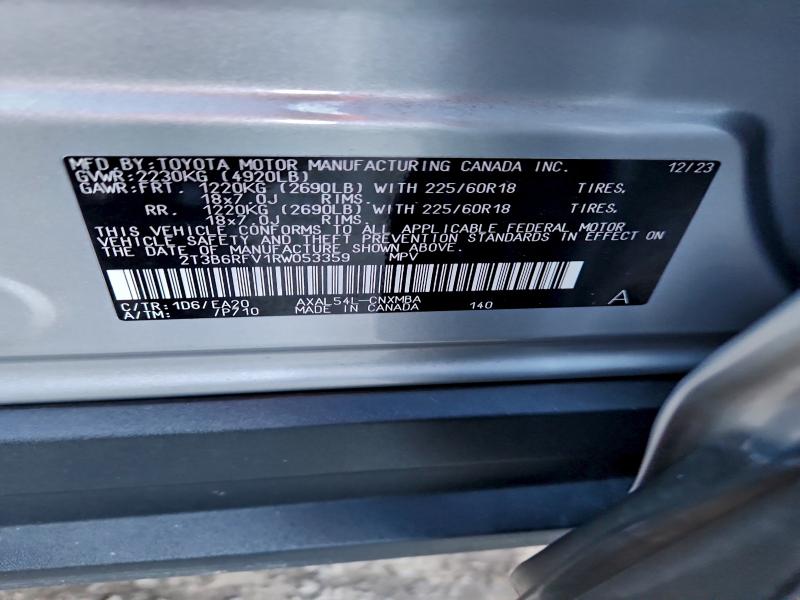 MFD BY:TOYOTA MOTOR MANUFACTURING CANADA INC. 12/23
GVWR:2230KG (4920LB)
GAWR:FRT. 1220KG (2690LB) WITH 225/60R18 TIRES,
18x7.0J RIMS.
RR. 1220KG (2690LB) WITH 225/60R18 TIRES,
18x7.0J RIMS.
THIS VEHICLE CONFORMS TO ALL APPLICABLE FEDERAL MOTOR
VEHICLE SAFETY AND THEFT PREVENTION STANDARDS IN EFFECT ON
THE DATE OF MANUFACTURE SHOWN ABOVE.
2T3B6RFV1RW053359 MPV
C/TR:1D6/EA20 AXAL54L-CNXMBA A
A/TM: /P710 MADE IN CANADA 140